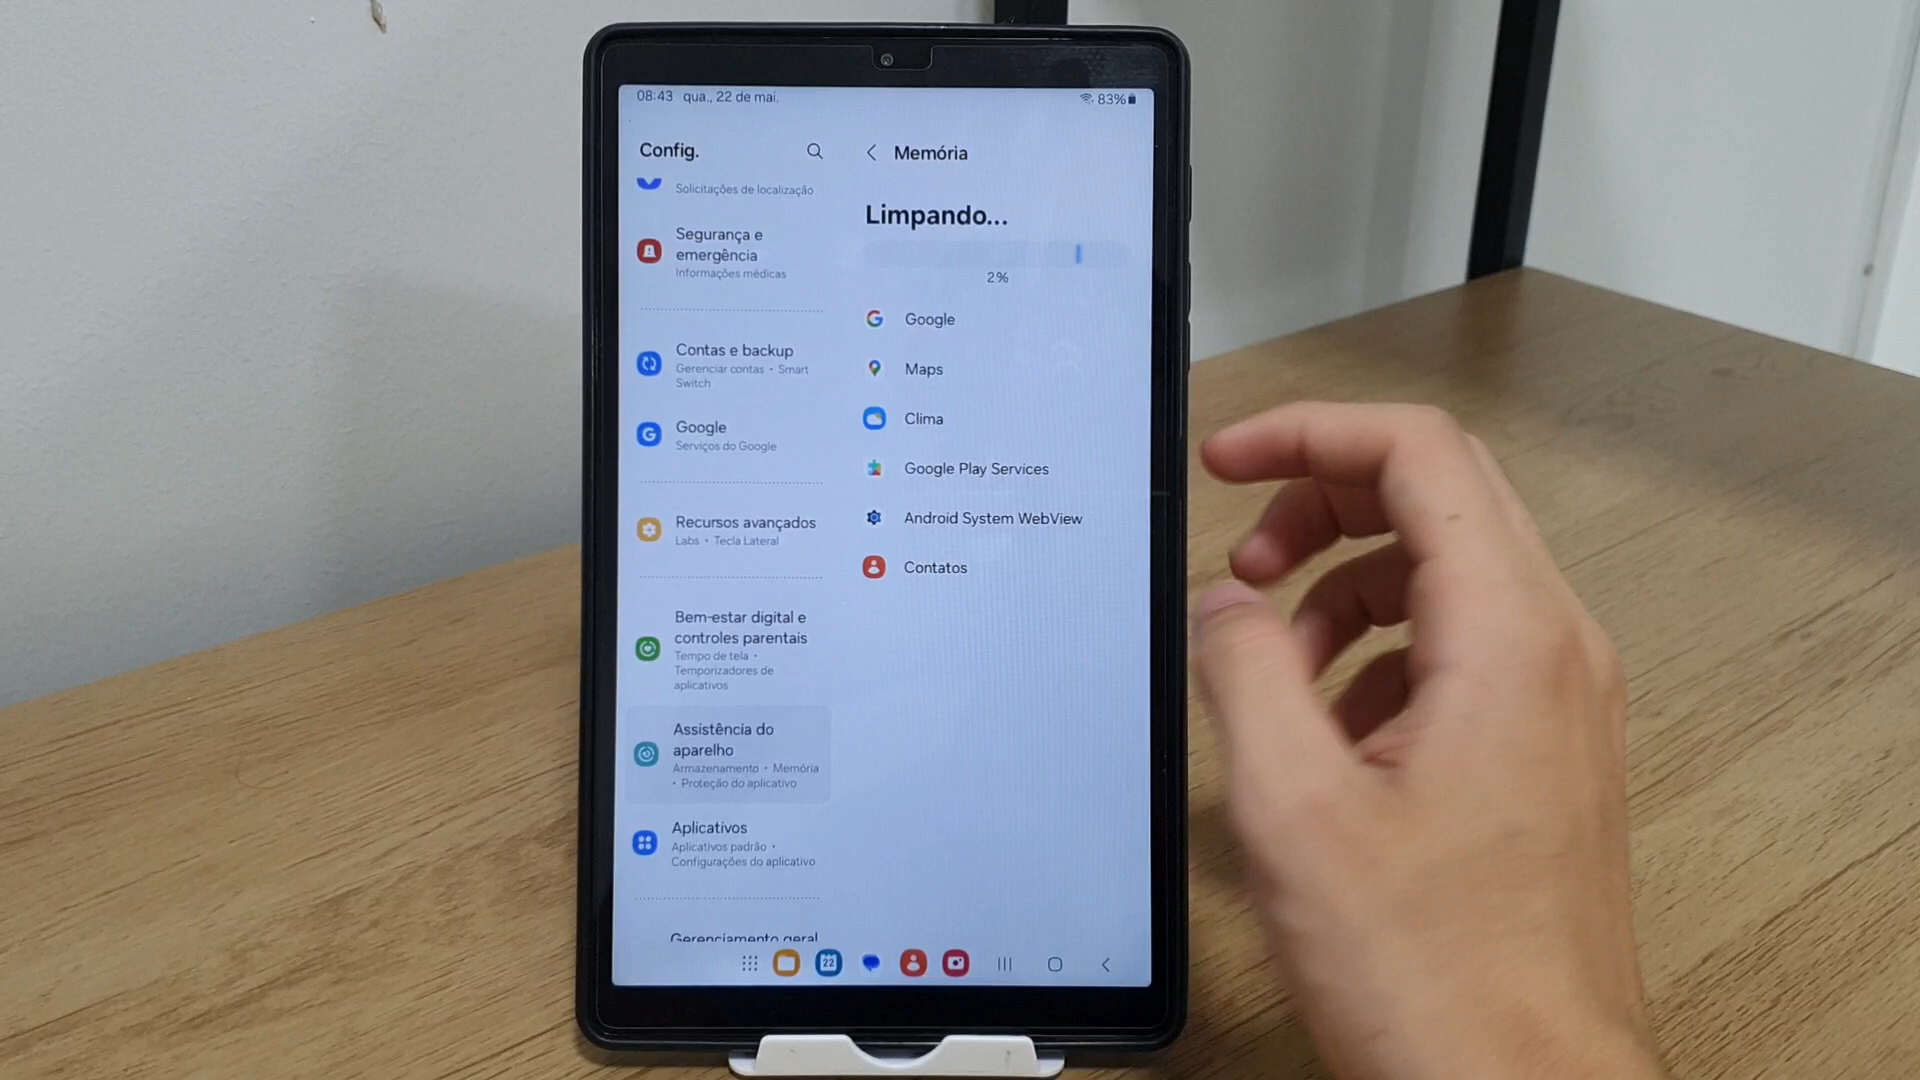 08:43 qua., 22 de mai.
83%
Config.
Solicitações de localização
Segurança e
emergência
Informações médicas
Contas e backup
Gerenciar contas • Smart
Switch
Google
Serviços do Google
Recursos avançados
Labs • Tecla Lateral
Bem-estar digital e
controles parentais
Tempo de tela •
Temporizadores de
aplicativos
Assistência do
aparelho
Armazenamento • Memória
• Proteção do aplicativo
Aplicativos
Aplicativos padrão •
Configurações do aplicativo
Gerenciamento geral
Memória
Limpando...
2%
Google
Maps
Clima
Google Play Services
Android System WebView
Contatos
22